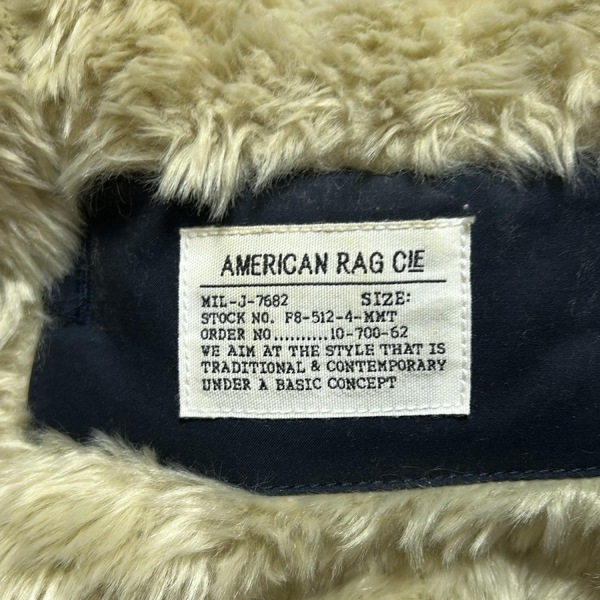 AMERICAN RAG CIE
MIL-J-7682 SIZE:
STOCK NO. F8-512-4-MMT
ORDER NO..........10-700-62
WE AIM AT THE STYLE THAT IS
TRADITIONAL & CONTEMPORARY
UNDER A BASIC CONCEPT